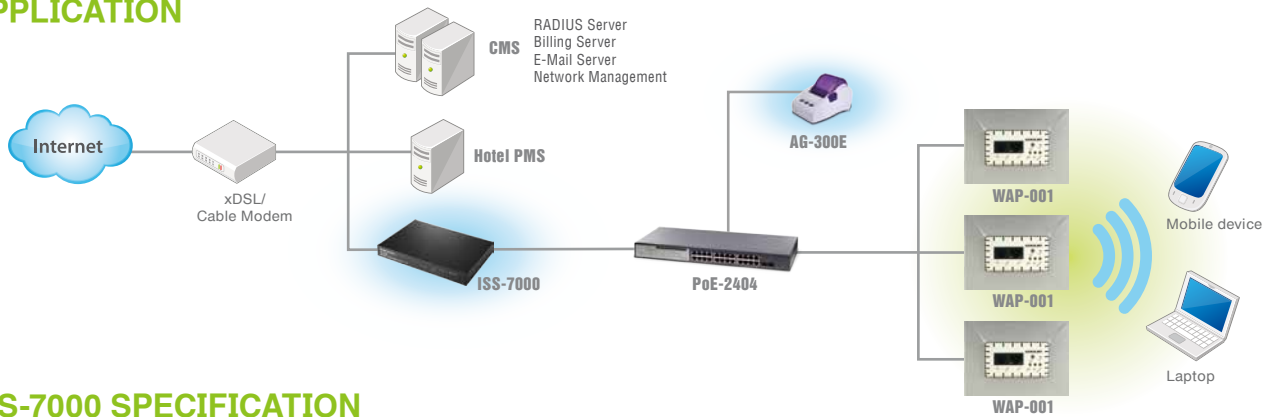 PPLICATION
CMS
RADIUS Server
Billing Server
E-Mail Server
Network Management
Internet
xDSL/
Cable Modem
Hotel PMS
ISS-7000
PoE-2404
AG-300E
WAP-001
WAP-001
WAP-001
Mobile device
Laptop
S-7000 SPECIFICATION